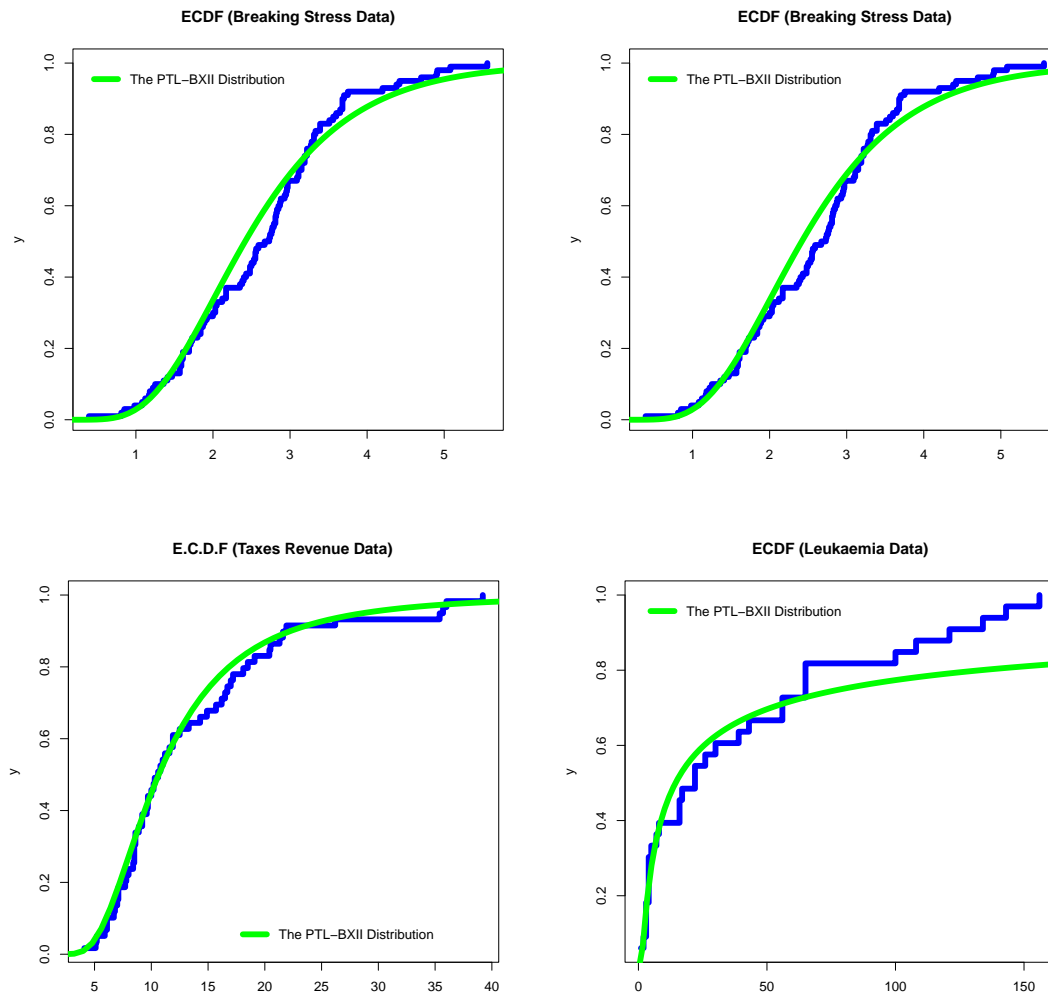 ECDF (Breaking Stress Data)
y
1.0
0.8
0.6
0.4
0.2
0.0
The PTL−BXII Distribution
1 2 3 4 5
ECDF (Breaking Stress Data)
y
1.0
0.8
0.6
0.4
0.2
0.0
The PTL−BXII Distribution
1 2 3 4 5
E.C.D.F (Taxes Revenue Data)
y
1.0
0.8
0.6
0.4
0.2
0.0
The PTL−BXII Distribution
5 10 15 20 25 30 35 40
ECDF (Leukaemia Data)
y
1.0
0.8
0.6
0.4
0.2
The PTL−BXII Distribution
0 50 100 150